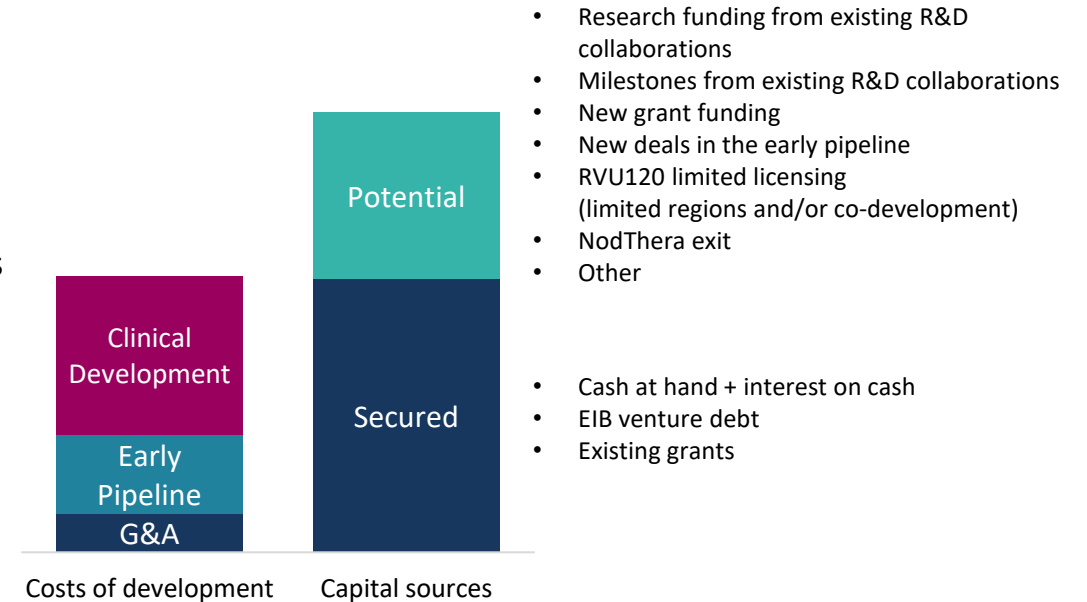 • Research funding from existing R&D
collaborations
• Milestones from existing R&D collaborations
• New grant funding
• New deals in the early pipeline
• RVU120 limited licensing
(limited regions and/or co-development)
• NodThera exit
• Other
Potential
s
Clinical
Development
Early
Pipeline
G&A
Secured
• Cash at hand + interest on cash
• EIB venture debt
• Existing grants
Costs of development
Capital sources